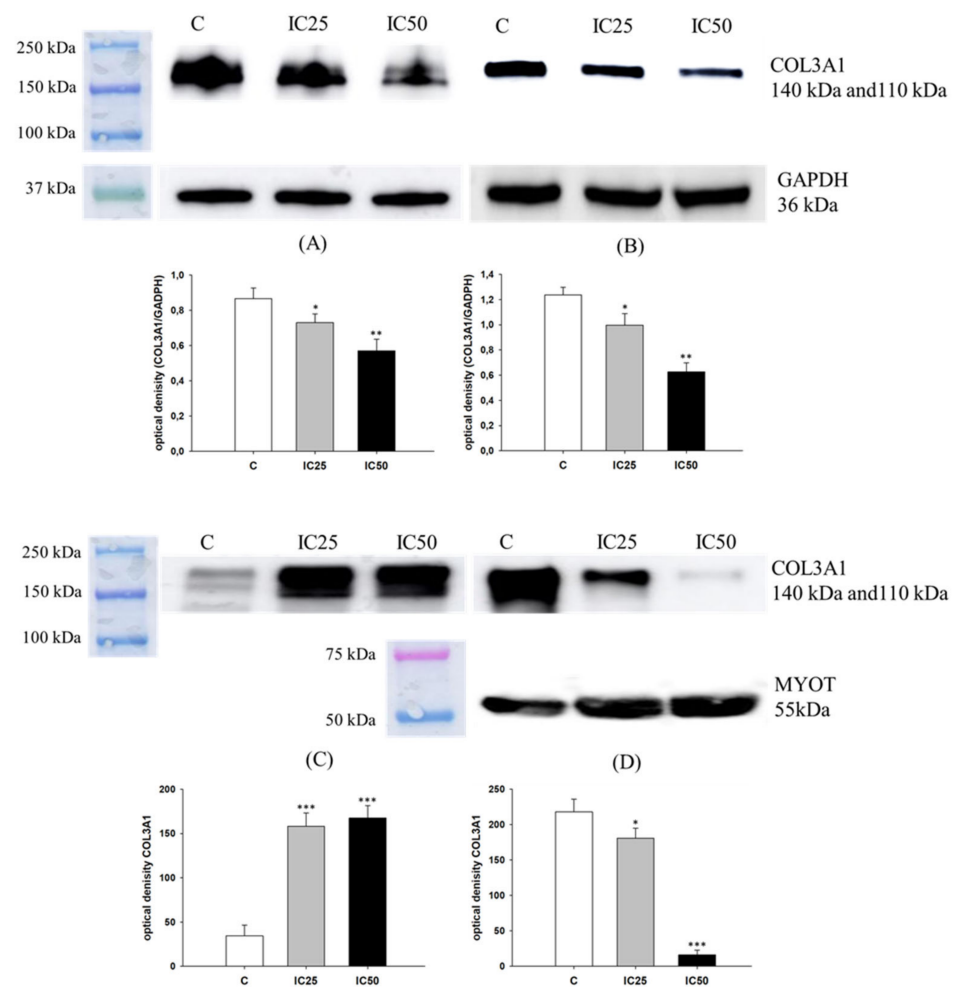 C IC25 IC50 C IC25 IC50
250 kDa
150 kDa
100 kDa
COL3A1
140 kDa and110 kDa
37 kDa
GAPDH
36 kDa
(A) (B)
optical denisity (COL3A1/GADPH)
1,0
0,8
0,6
0,4
0,2
0,0
*
**
C IC25 IC50
optical denisity (COL3A1/GADPH)
1,4
1,2
1,0
0,8
0,6
0,4
0,2
0,0
*
**
C IC25 IC50
C IC25 IC50 C IC25 IC50
250 kDa
150 kDa
100 kDa
COL3A1
140 kDa and110 kDa
75 kDa
50 kDa
MYOT
55kDa
(C) (D)
optical denisity COL3A1
200
150
100
50
0
***
***
C IC25 IC50
optical denisity COL3A1
250
200
150
100
50
0
*
***
C IC25 IC50